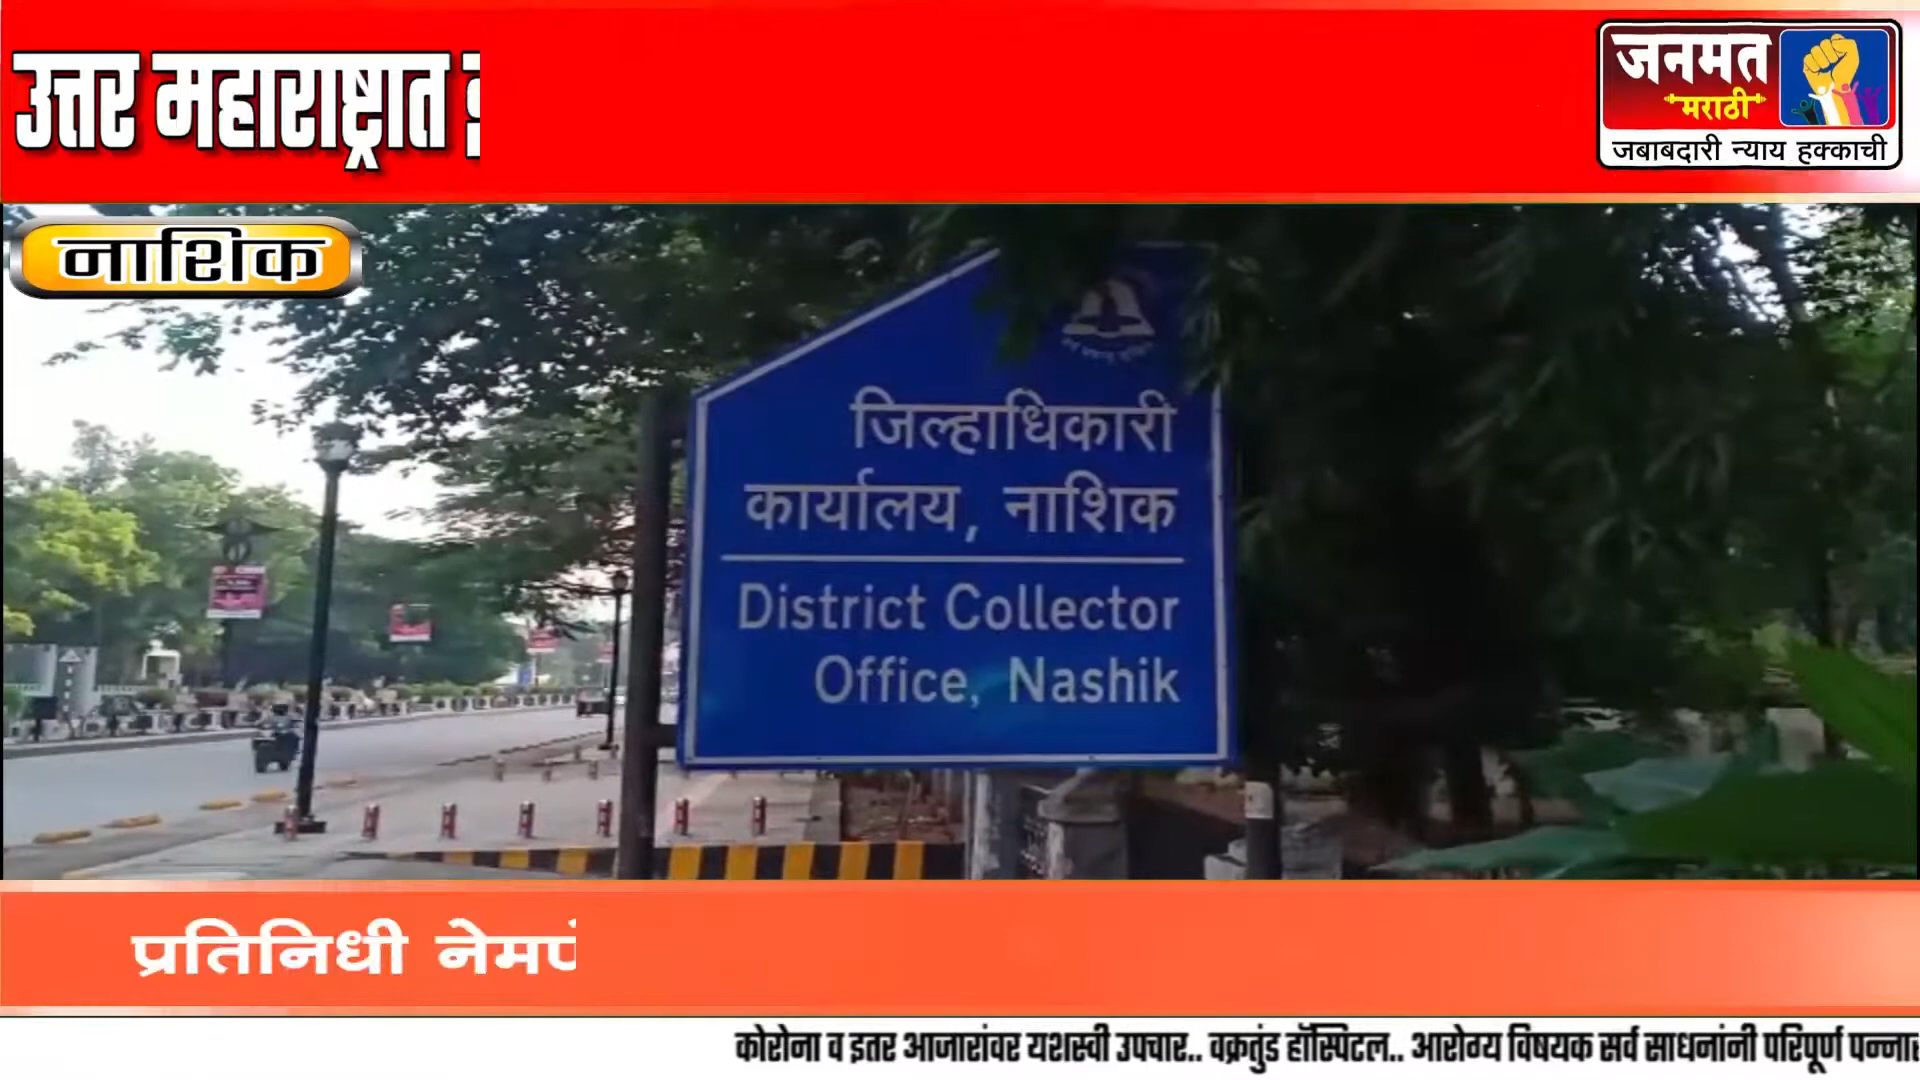 उत्तर महाराष्ट्रात
जनमत
मराठी
जबाबदारी न्याय हक्काची
नाशिक
जिल्हाधिकारी
कार्यालय, नाशिक
District Collector
Office, Nashik
प्रतिनिधी
कोरोना व इतर आजारांवर यशस्वी उपचार.. वक्रतुंड हॉस्पिटल.. आरोग्य विषयक सर्व साधनांनी परिपूर्ण